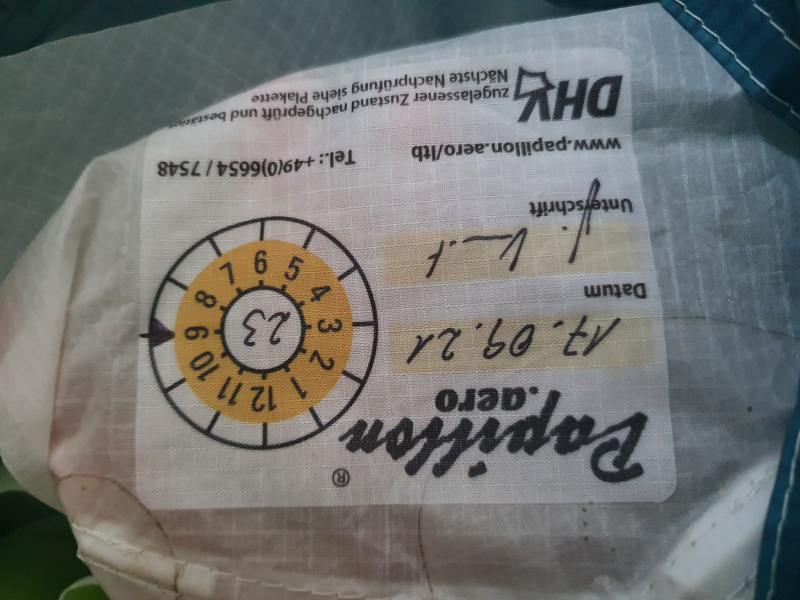 Papillon®
.aero
17.09.21
Datum
Unterschrift
1 2 3 4 5 6 7 8 9 10 11 12
23
www.papillon.aero/ltb
Tel.: +49(0)6654 / 7548
DHV
zugelassener Zustand nachgeprüft und
Nächste Nachprüfung siehe Plakette